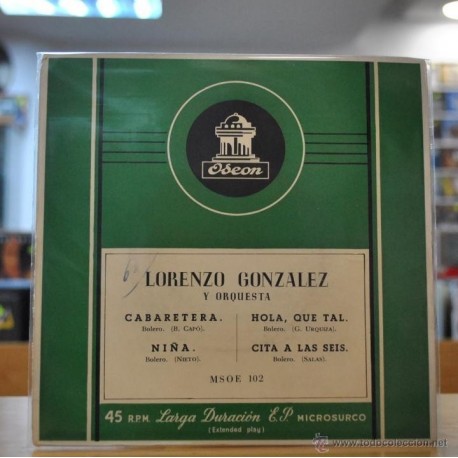 Odeon
LORENZO GONZALEZ
Y ORQUESTA
CABARETERA.
Bolero. (B. CAPÓ).
HOLA, QUE TAL.
Bolero. (G. URQUIZA).
NIÑA.
Bolero. (NIETO).
CITA A LAS SEIS.
Bolero. (SALAS).
MSOE 102
45 R.P.M. Larga Duración E.P. MICROSURCO
(Extended play)
www.todocoleccion.net